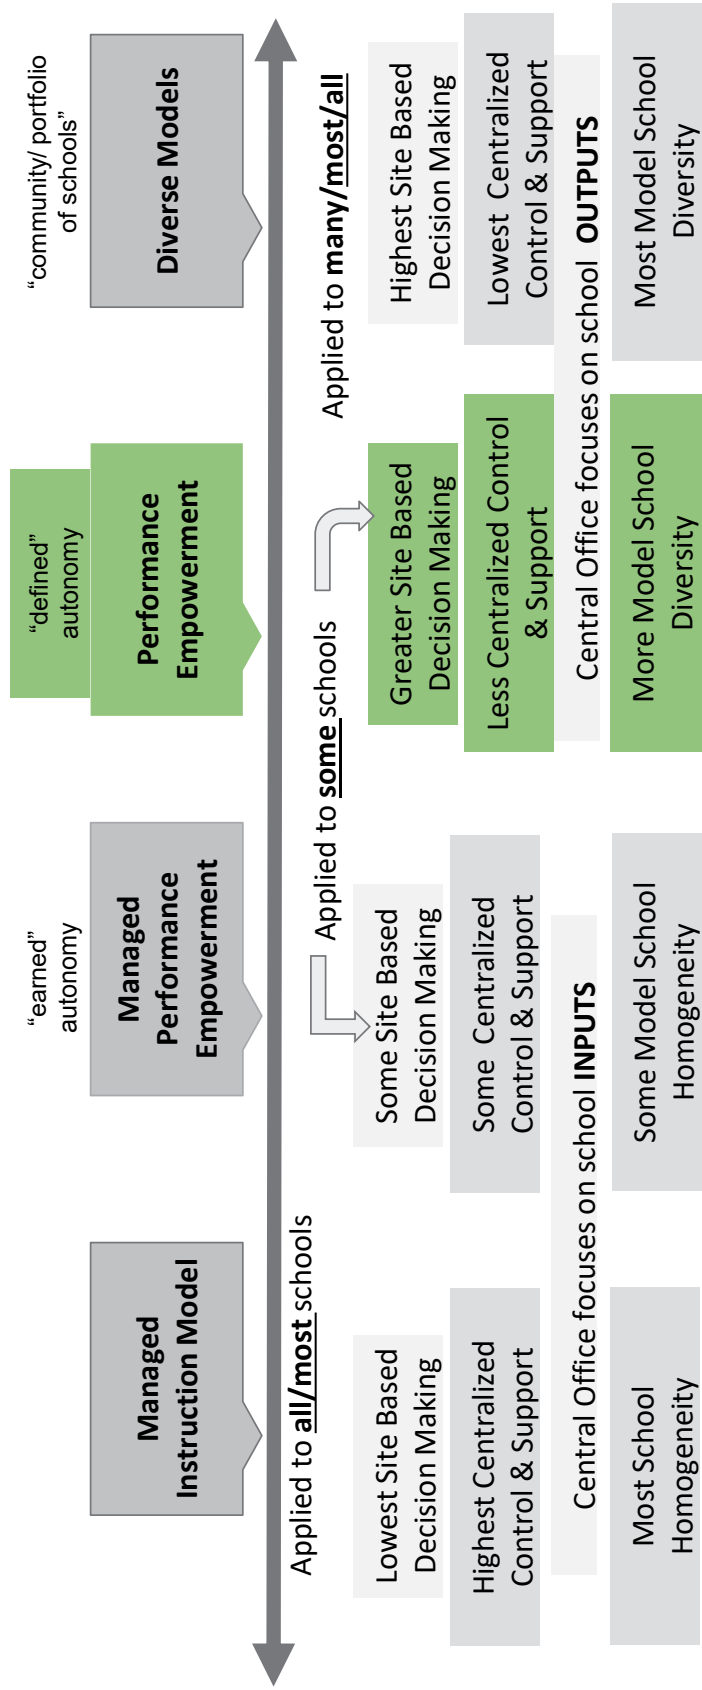 “earned”
autonomy
“defined”
autonomy
“community/ portfolio
of schools”
Managed
Instruction Model
Managed
Performance
Empowerment
Performance
Empowerment
Diverse Models
Applied to all/most schools
Applied to some schools
Applied to many/most/all
Lowest Site Based
Decision Making
Some Site Based
Decision Making
Greater Site Based
Decision Making
Highest Site Based
Decision Making
Highest Centralized
Control & Support
Some Centralized
Control & Support
Less Centralized Control
& Support
Lowest Centralized
Control & Support
Central Office focuses on school INPUTS
Central Office focuses on school OUTPUTS
Most School
Homogeneity
Some Model School
Homogeneity
More Model School
Diversity
Most Model School
Diversity